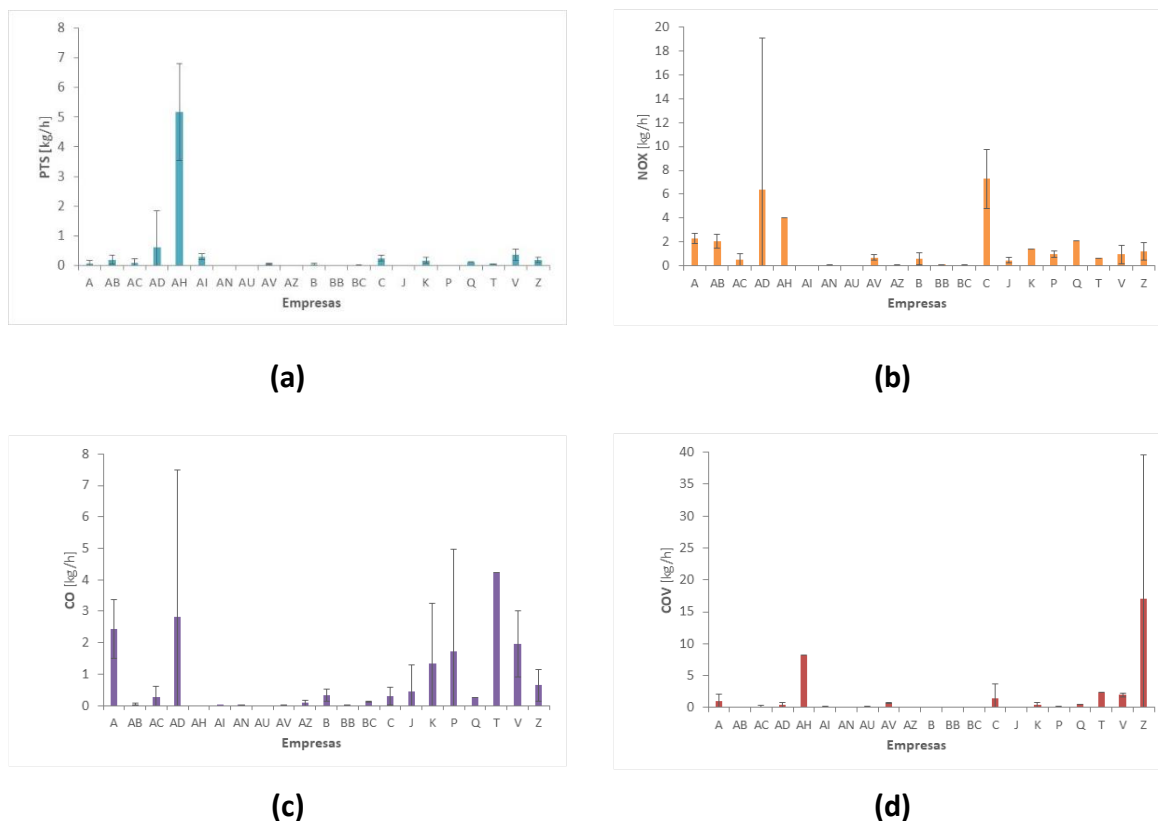 PTS [kg/h]
8
7
6
5
4
3
2
1
0
A AB AC AD AH AI AN AU AV AZ B BB BC C J K P Q T V Z
Empresas
(a)
NOX [kg/h]
20
18
16
14
12
10
8
6
4
2
0
A AB AC AD AH AI AN AU AV AZ B BB BC C J K P Q T V Z
Empresas
(b)
CO [kg/h]
8
7
6
5
4
3
2
1
0
A AB AC AD AH AI AN AU AV AZ B BB BC C J K P Q T V Z
Empresas
(c)
COV [kg/h]
40
35
30
25
20
15
10
5
0
A AB AC AD AH AI AN AU AV AZ B BB BC C J K P Q T V Z
Empresas
(d)